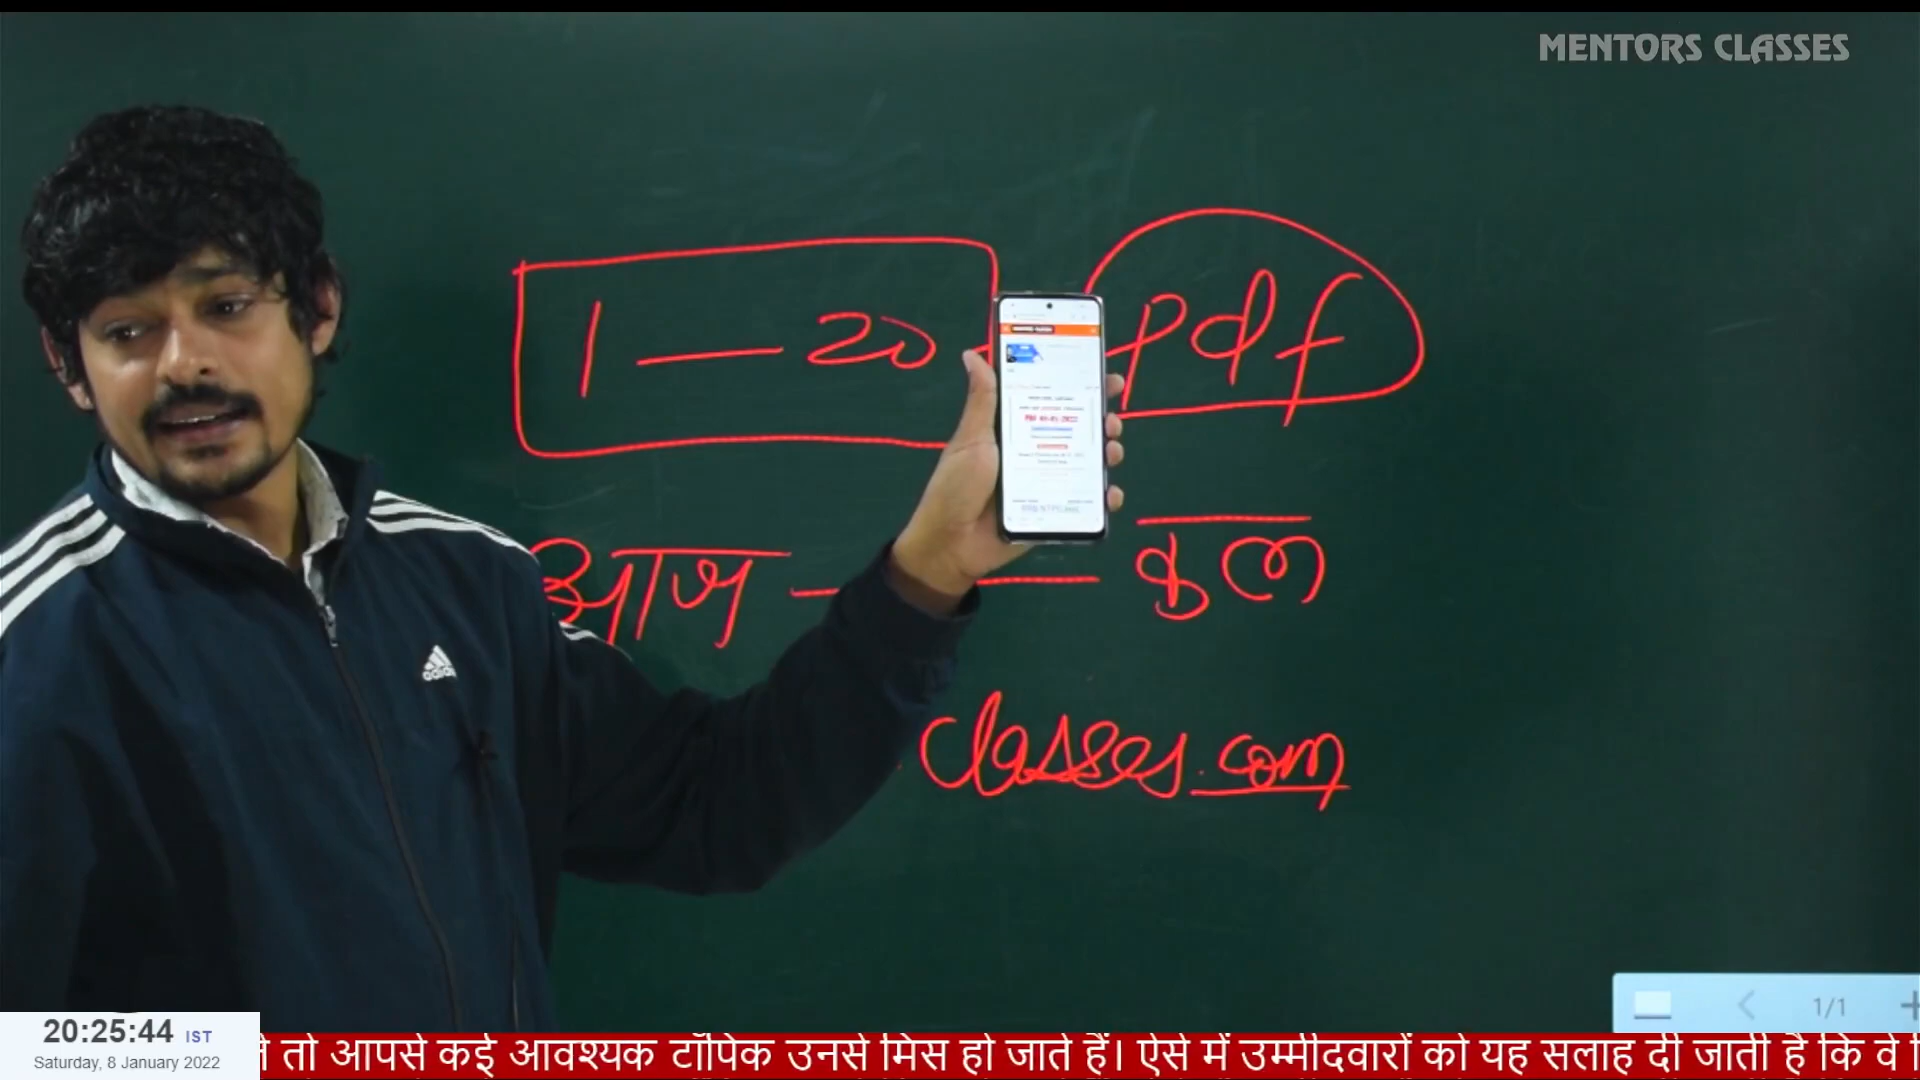 MENTORS CLASSES
1 — 20
pdf
आज — — कल
classes.com
adidas
1/1
20:25:44 IST
Saturday, 8 January 2022
तो आपसे कई आवश्यक टॉपिक उनसे मिस हो जाते हैं। ऐसे में उम्मीदवारों को यह सलाह दी जाती है कि वे